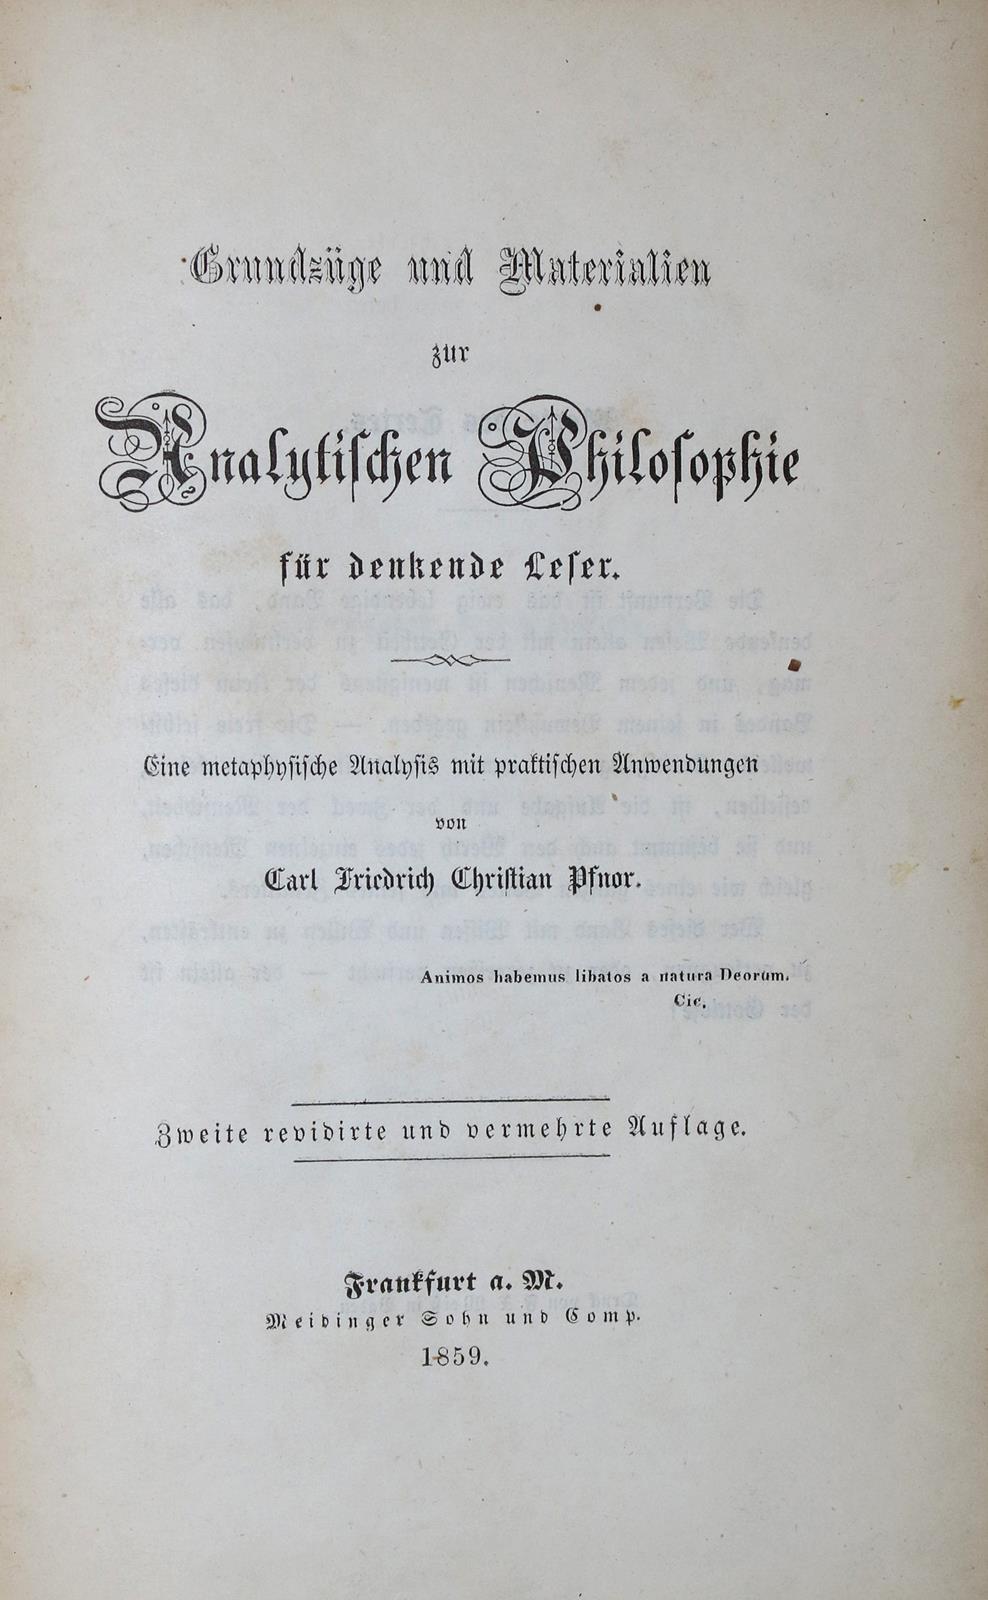 Grundzüge und Materialien
zur
Analytischen Philosophie
für denkende Leser.
Eine metaphysische Analysis mit praktischen Anwendungen
von
Carl Friedrich Christian Pfnor.
Animos habemus libatos a natura Deorum.
Cic.
Zweite revidirte und vermehrte Auflage.
Frankfurt a. M.
Meidinger Sohn und Comp.
1859.